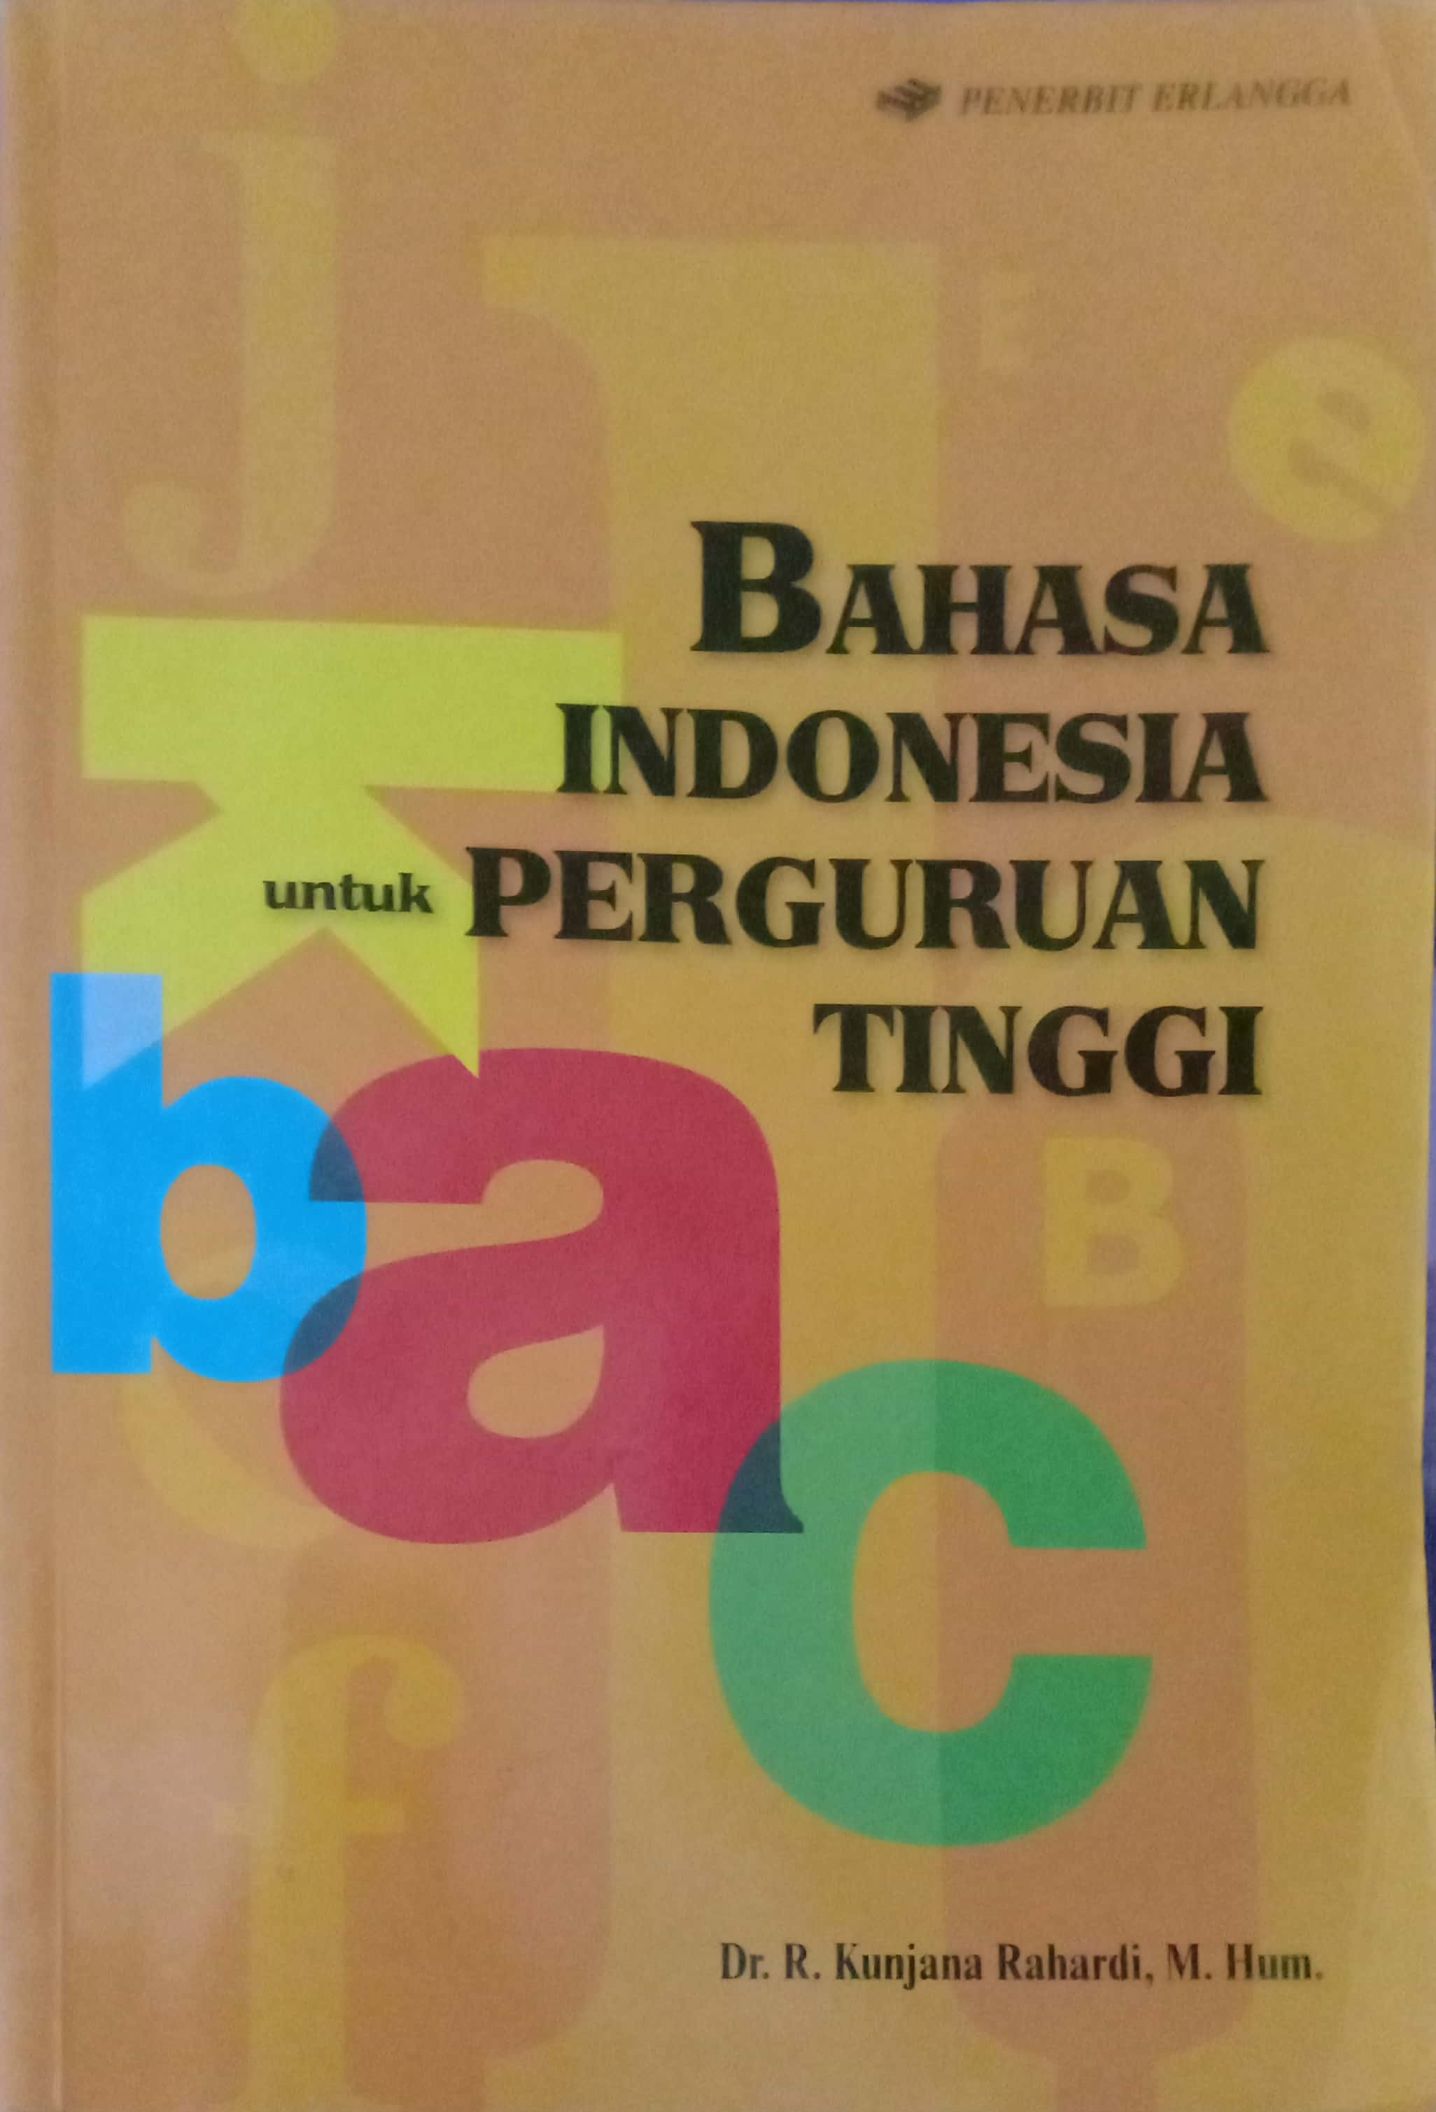 PENERBIT ERLANGGA
j
E
e
BAHASA
INDONESIA
untuk PERGURUAN
TINGGI
k
b
a
B
c
f
Dr. R. Kunjana Rahardi, M. Hum.